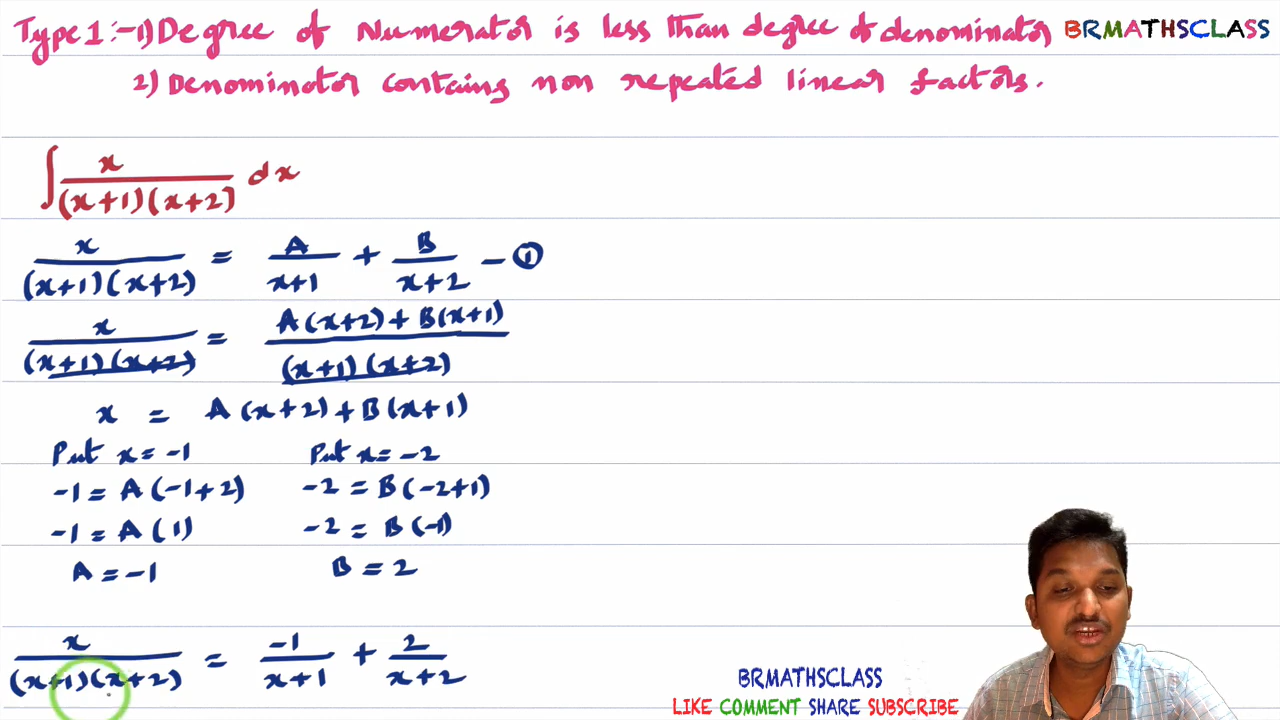 Type 1:- 1) Degree of Numerator is less than degree of denominator BRMATHSCLASS
2) Denominator contains non repeated linear factors.
∫ x/((x+1)(x+2)) dx
x/((x+1)(x+2)) = A/(x+1) + B/(x+2) - ①
x/((x+1)(x+2)) = (A(x+2) + B(x+1))/((x+1)(x+2))
x = A(x+2) + B(x+1)
Put x = -1 Put x = -2
-1 = A(-1+2) -2 = B(-2+1)
-1 = A(1) -2 = B(-1)
A = -1 B = 2
x/((x+1)(x+2)) = -1/(x+1) + 2/(x+2)
BRMATHSCLASS
LIKE COMMENT SHARE SUBSCRIBE